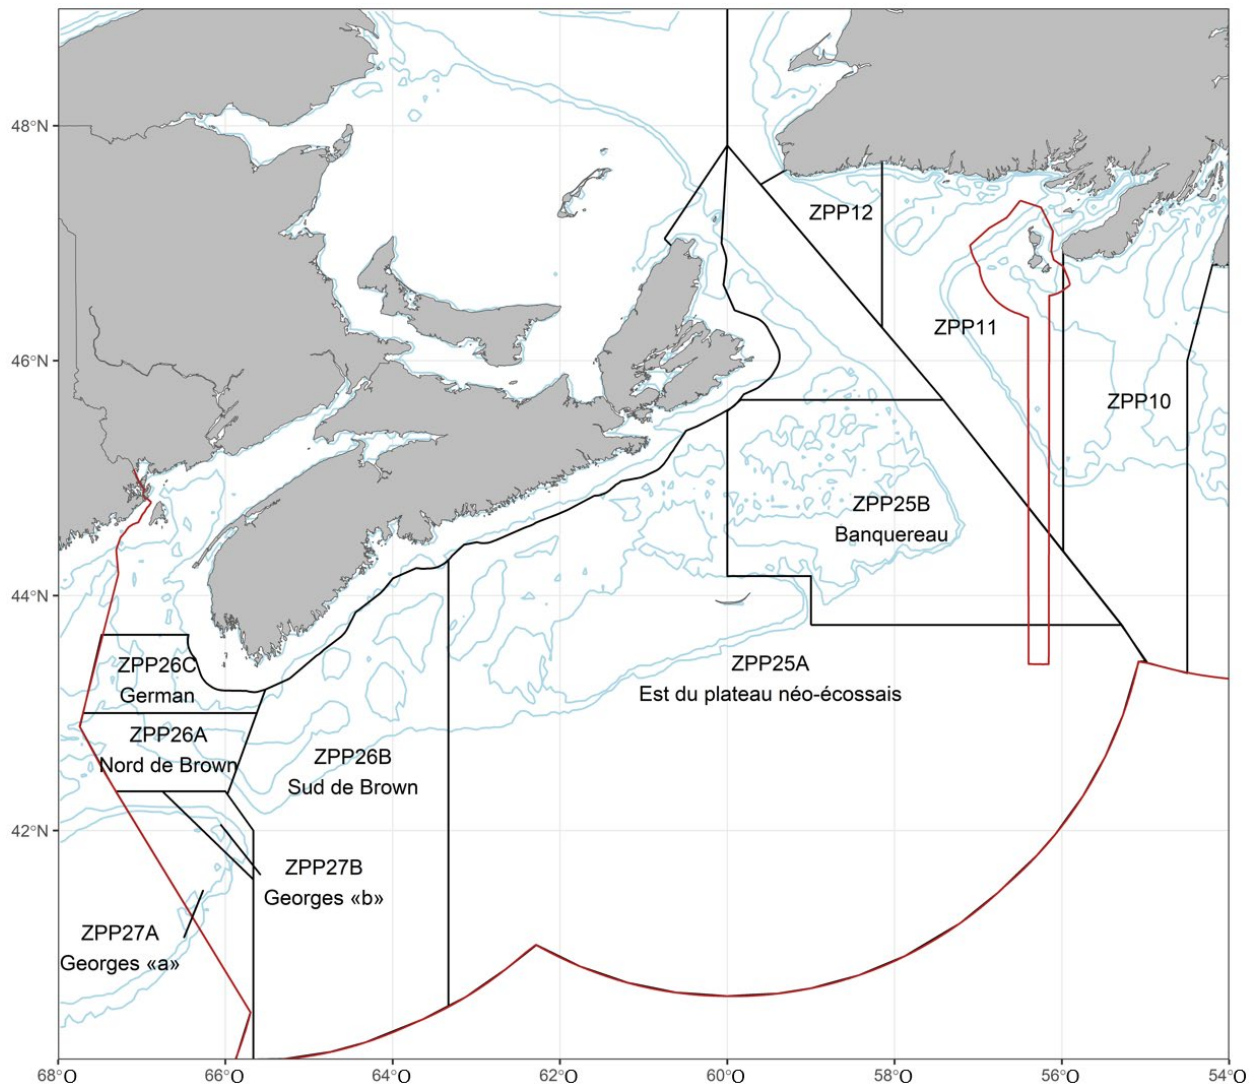 48°N
46°N
44°N
42°N
ZPP12
ZPP11
ZPP10
ZPP25B
Banquereau
ZPP25A
Est du plateau néo-écossais
ZPP26C
German
ZPP26A
Nord de Brown
ZPP26B
Sud de Brown
ZPP27B
Georges «b»
ZPP27A
Georges «a»
68°O
66°O
64°O
62°O
60°O
58°O
56°O
54°O